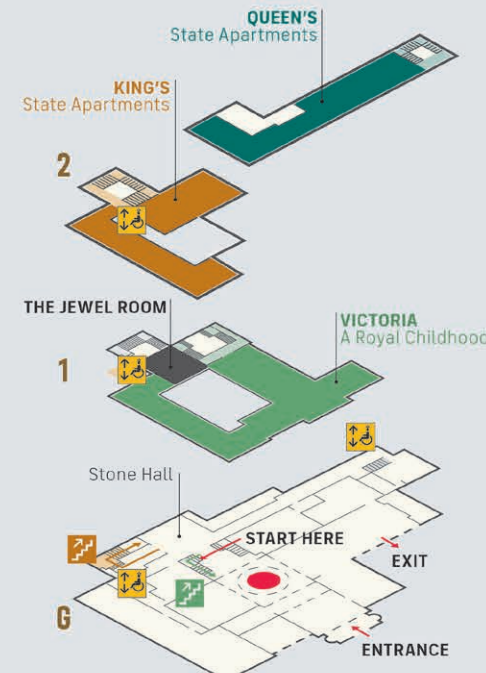 QUEEN'S
State Apartments
KING'S
State Apartments
2
THE JEWEL ROOM
VICTORIA
A Royal Childhood
1
Stone Hall
START HERE
EXIT
G
ENTRANCE